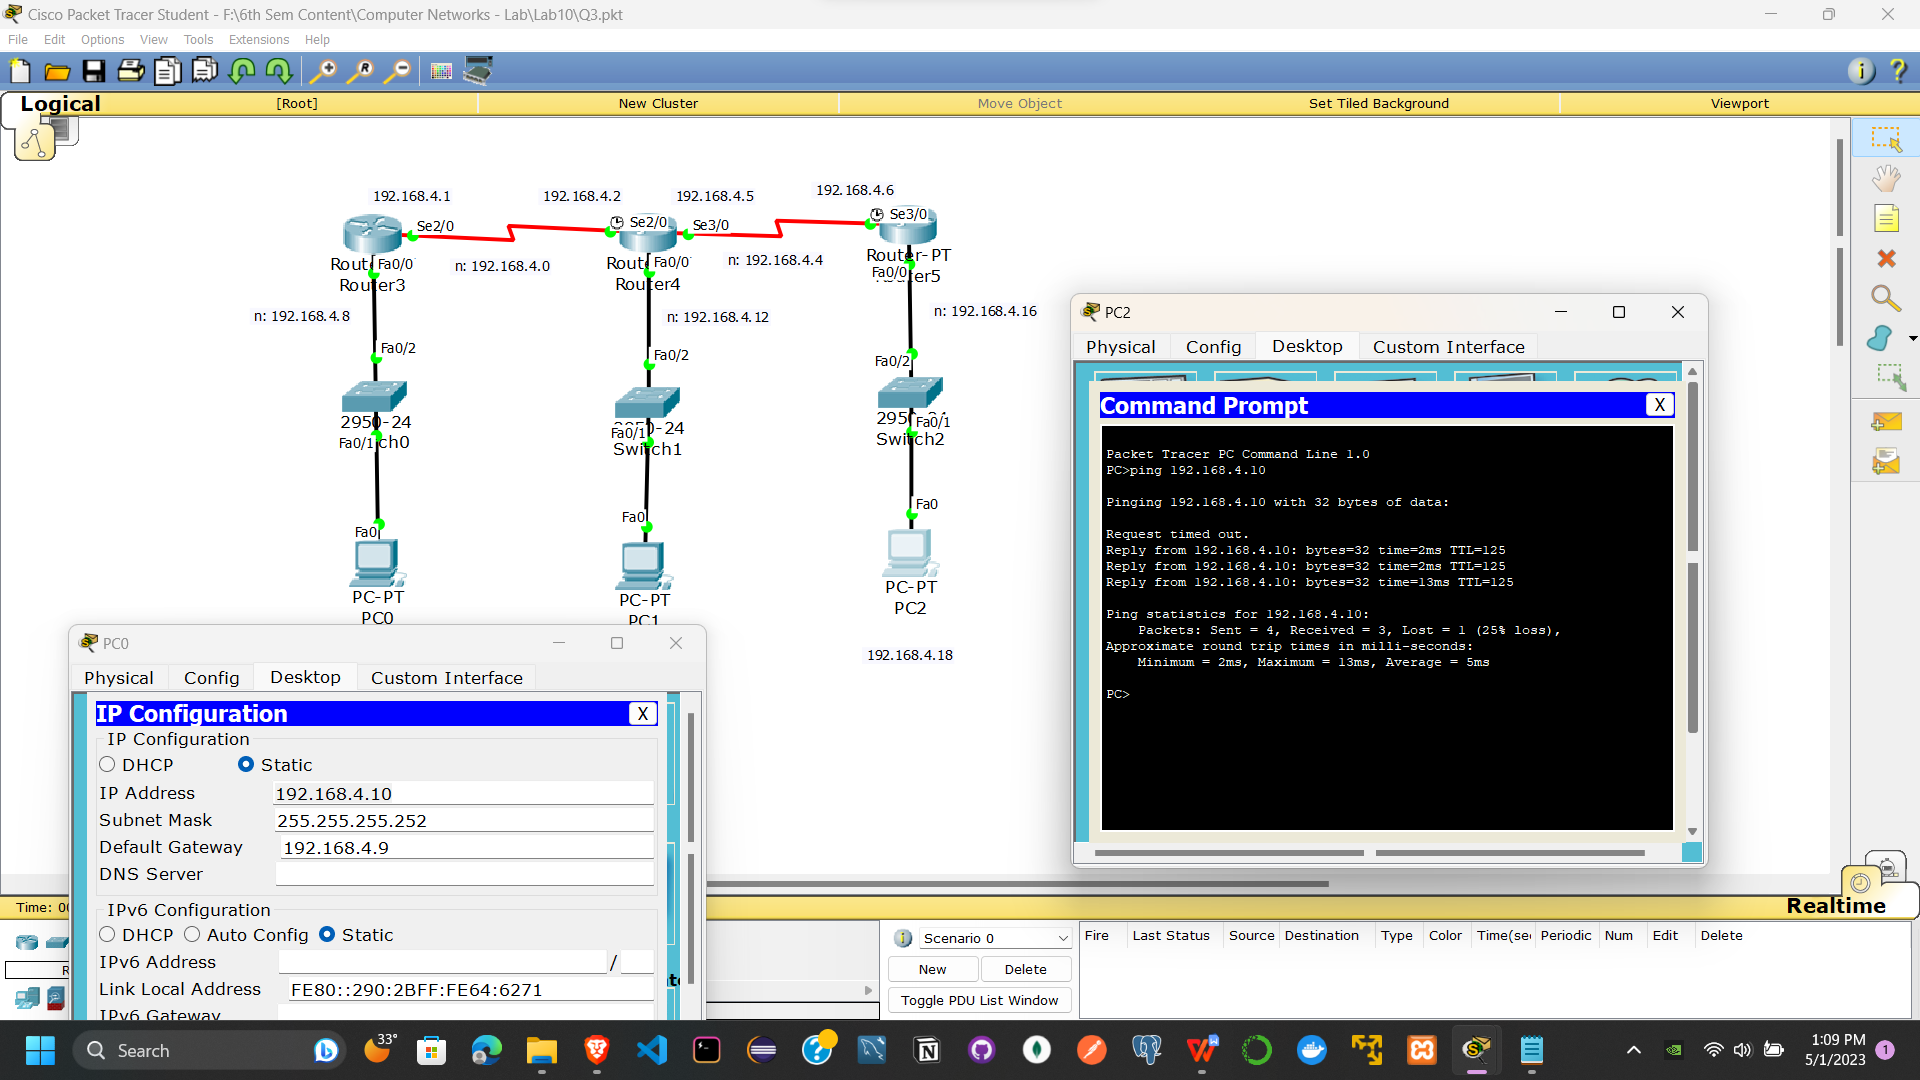 Cisco Packet Tracer Student - F:\6th Sem Content\Computer Networks - Lab\Lab10\Q3.pkt
File Edit Options View Tools Extensions Help
Logical [Root] New Cluster Move Object Set Tiled Background Viewport
192.168.4.1 192.168.4.2 192.168.4.5 192.168.4.6
Se2/0 Se2/0 Se3/0 Se3/0
Fa0/0 Fa0/0 Router-PT
n: 192.168.4.0 n: 192.168.4.4
Router3 Router4 Fa0/0
n: 192.168.4.8 n: 192.168.4.12 n: 192.168.4.16
Fa0/2 Fa0/2 Fa0/2
2950-24
Fa0/1 Fa0/1 Fa0/1
Switch1 Switch2
Fa0 Fa0 Fa0
PC-PT PC-PT PC-PT
PC0 PC1 PC2
192.168.4.18
PC2
Physical Config Desktop Custom Interface
Command Prompt X
Packet Tracer PC Command Line 1.0
PC>ping 192.168.4.10
Pinging 192.168.4.10 with 32 bytes of data:
Request timed out.
Reply from 192.168.4.10: bytes=32 time=2ms TTL=125
Reply from 192.168.4.10: bytes=32 time=2ms TTL=125
Reply from 192.168.4.10: bytes=32 time=13ms TTL=125
Ping statistics for 192.168.4.10:
Packets: Sent = 4, Received = 3, Lost = 1 (25% loss),
Approximate round trip times in milli-seconds:
Minimum = 2ms, Maximum = 13ms, Average = 5ms
PC>
PC0
Physical Config Desktop Custom Interface
IP Configuration X
IP Configuration
DHCP Static
IP Address 192.168.4.10
Subnet Mask 255.255.255.252
Default Gateway 192.168.4.9
DNS Server
IPv6 Configuration
DHCP Auto Config Static
IPv6 Address /
Link Local Address FE80::290:2BFF:FE64:6271
IPv6 Gateway
Time: 00
Realtime
Scenario 0
New Delete
Toggle PDU List Window
Fire Last Status Source Destination Type Color Time(sec Periodic Num Edit Delete
Search
33°
1:09 PM
5/1/2023
1